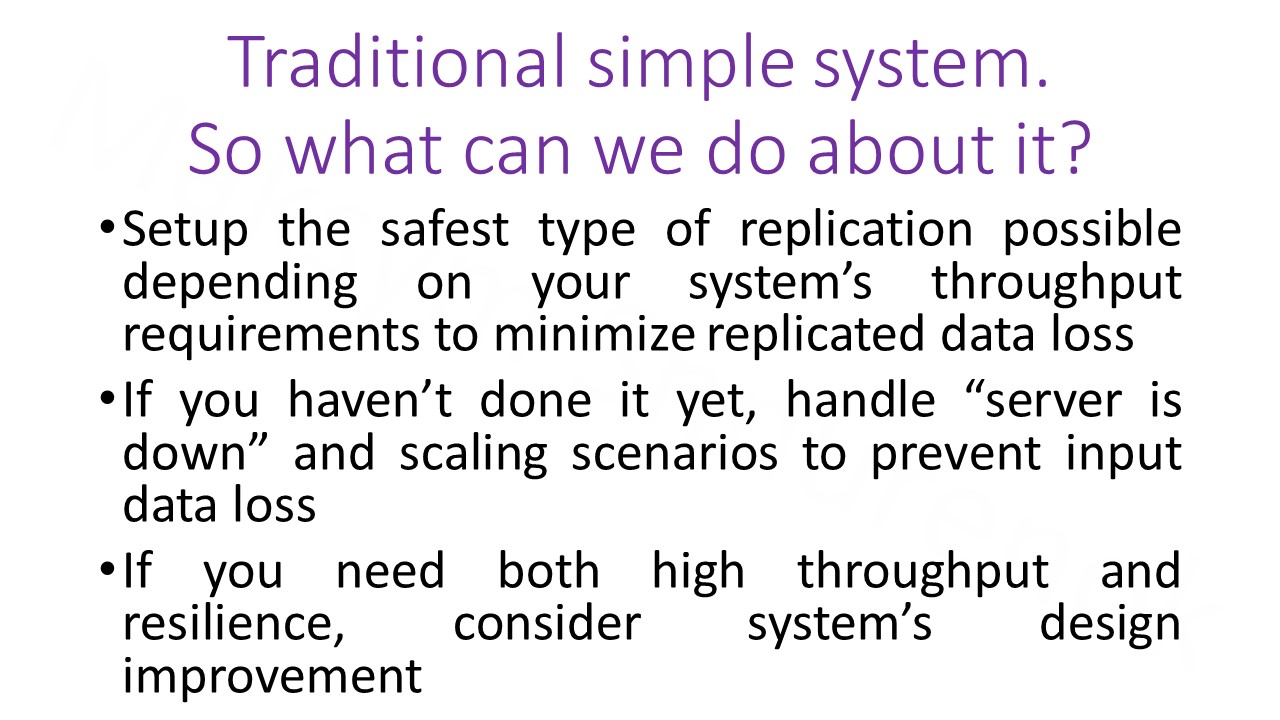 Traditional simple system.
So what can we do about it?
•Setup the safest type of replication possible
depending on your system’s throughput
requirements to minimize replicated data loss
•If you haven’t done it yet, handle “server is
down” and scaling scenarios to prevent input
data loss
•If you need both high throughput and
resilience, consider system’s design
improvement